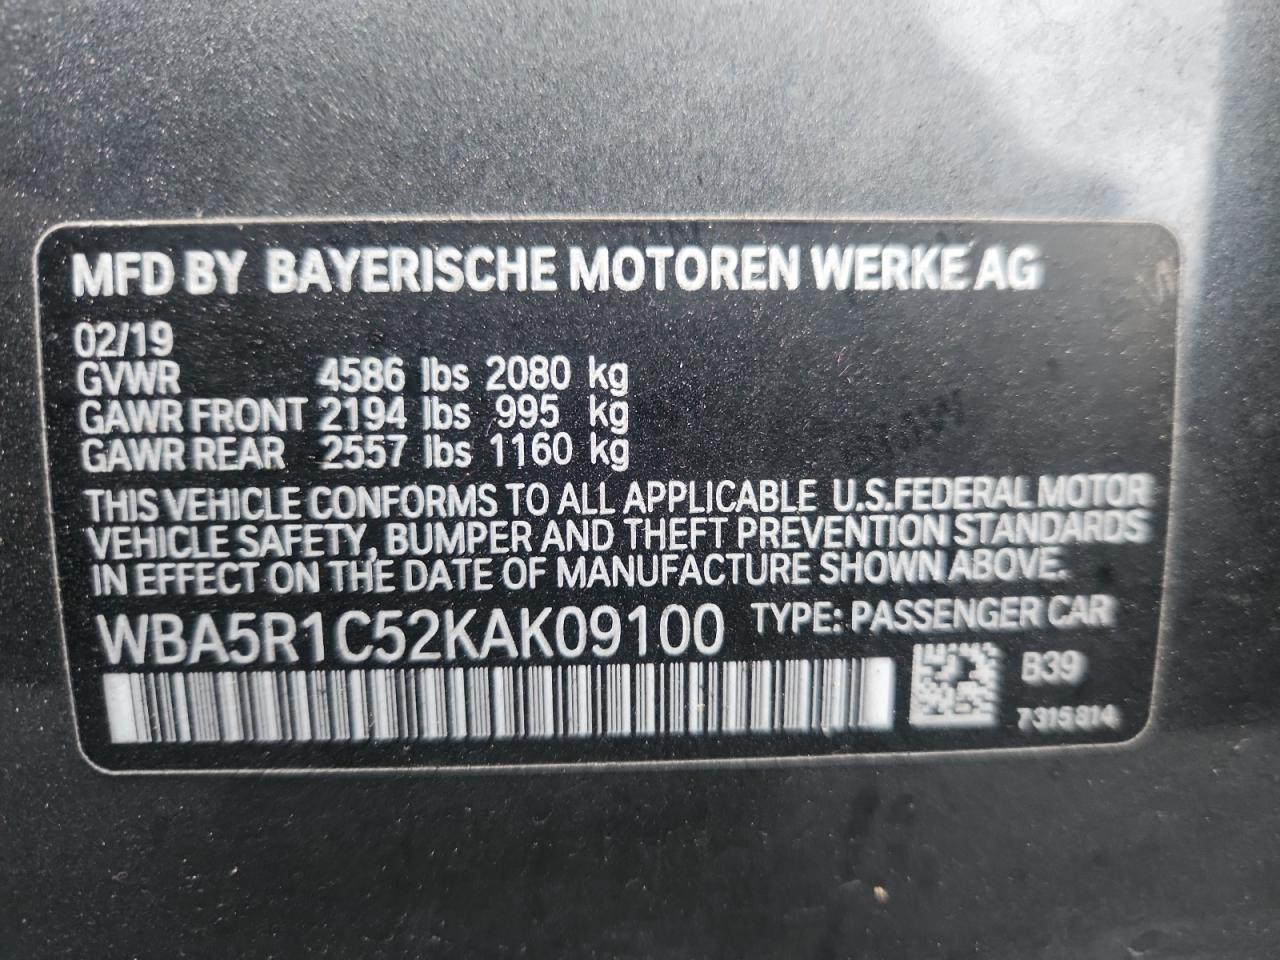 MFD BY BAYERISCHE MOTOREN WERKE AG
02/19
GVWR 4586 lbs 2080 kg
GAWR FRONT 2194 lbs 995 kg
GAWR REAR 2557 lbs 1160 kg
THIS VEHICLE CONFORMS TO ALL APPLICABLE U.S.FEDERAL MOTOR
VEHICLE SAFETY, BUMPER AND THEFT PREVENTION STANDARDS
IN EFFECT ON THE DATE OF MANUFACTURE SHOWN ABOVE.
WBA5R1C52KAK09100 TYPE: PASSENGER CAR
B39
7315814